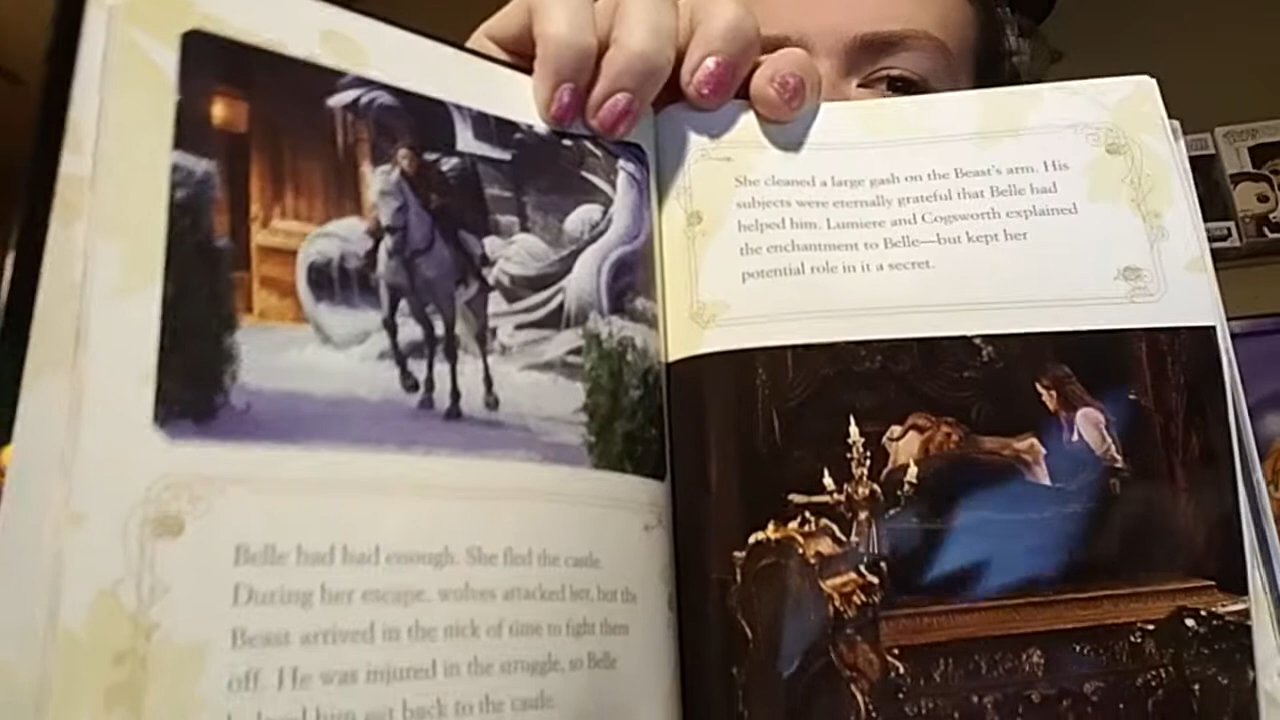 Belle had had enough. She fled the castle.
During her escape, wolves attacked her, but the
Beast arrived in the nick of time to fight them
off. He was injured in the struggle, so Belle
helped him get back to the castle.
She cleaned a large gash on the Beast's arm. His
subjects were eternally grateful that Belle had
helped him. Lumiere and Cogsworth explained
the enchantment to Belle—but kept her
potential role in it a secret.